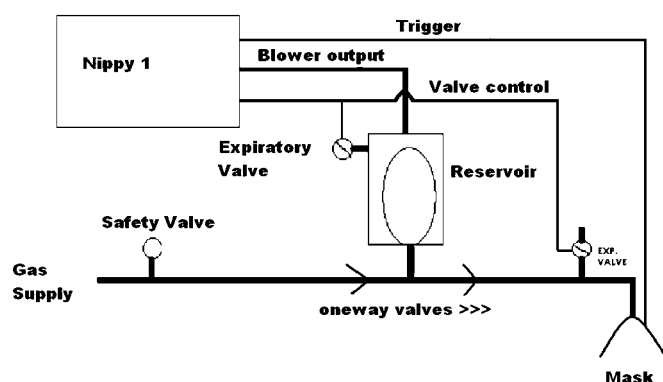 Trigger
Nippy 1
Blower output
Valve control
Expiratory
Valve
Reservoir
Safety Valve
EXP.
VALVE
Gas
Supply
oneway valves >>>
Mask